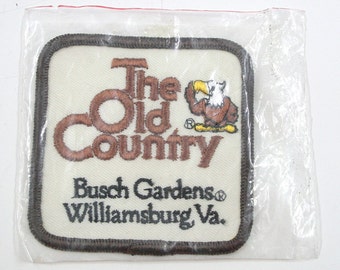 The
Old
Country
®
Busch Gardens®
Williamsburg, Va.